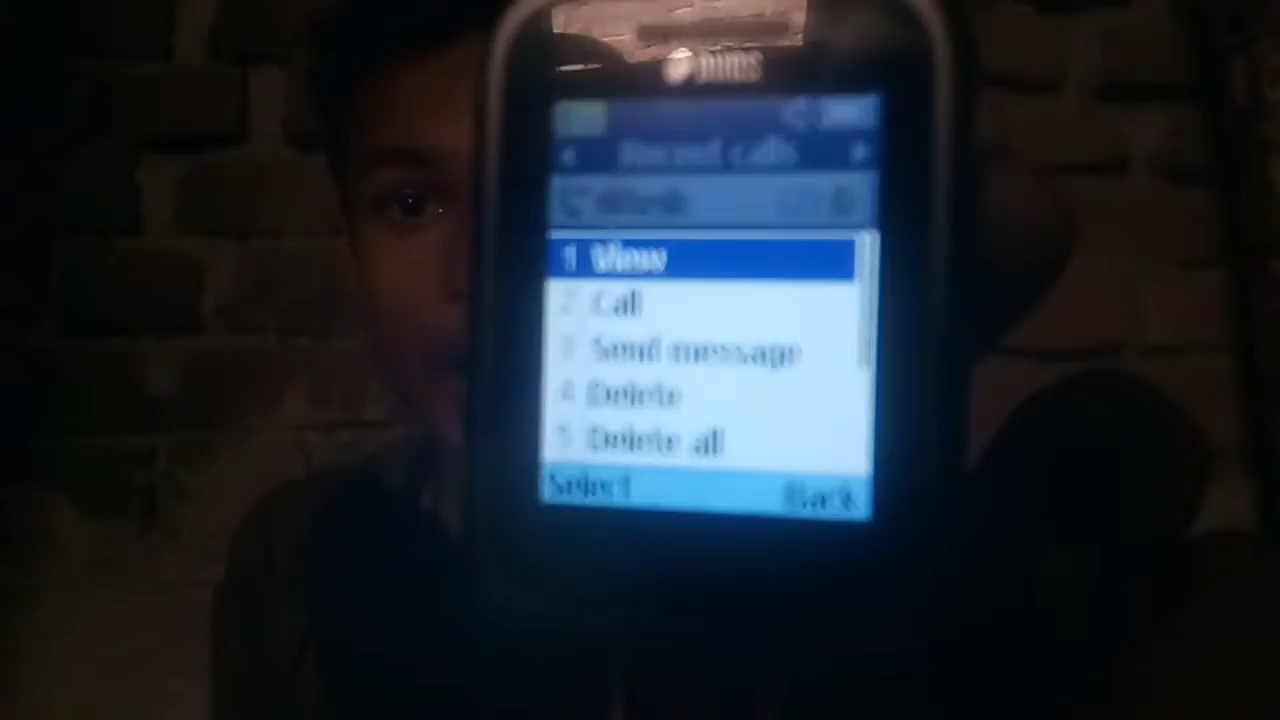 Recent calls
1 View
2 Call
3 Send message
4 Delete
5 Delete all
Select
Back